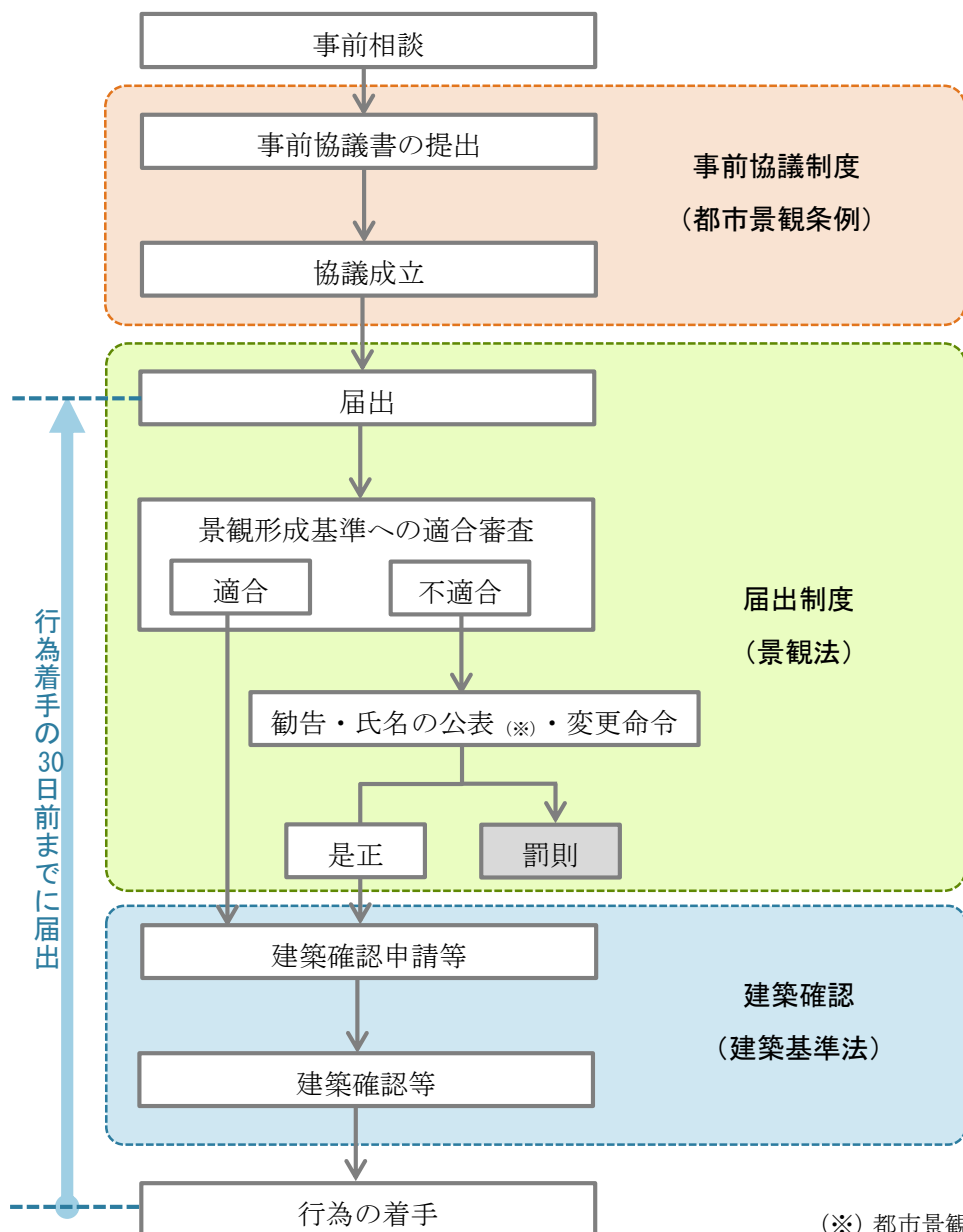 事前相談
事前協議書の提出
事前協議制度
（都市景観条例）
協議成立
届出
景観形成基準への適合審査
適合
不適合
届出制度
（景観法）
勧告・氏名の公表（※）・変更命令
是正
罰則
行為着手の30日前までに届出
建築確認申請等
建築確認
（建築基準法）
建築確認等
行為の着手
（※）都市景観